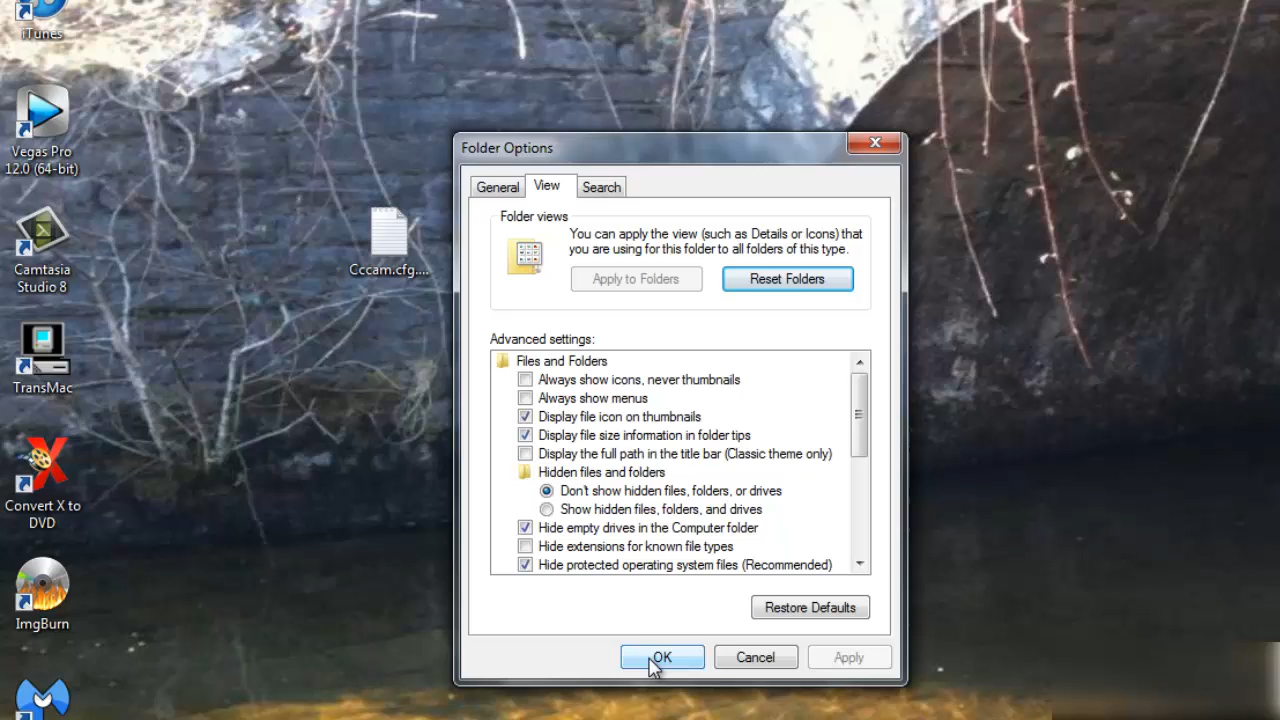 iTunes
Vegas Pro
12.0 (64-bit)
Camtasia
Studio 8
TransMac
Convert X to
DVD
ImgBurn
Cccam.cfg....
Folder Options
General
View
Search
Folder views
You can apply the view (such as Details or Icons) that
you are using for this folder to all folders of this type.
Apply to Folders
Reset Folders
Advanced settings:
Files and Folders
Always show icons, never thumbnails
Always show menus
Display file icon on thumbnails
Display file size information in folder tips
Display the full path in the title bar (Classic theme only)
Hidden files and folders
Don't show hidden files, folders, or drives
Show hidden files, folders, and drives
Hide empty drives in the Computer folder
Hide extensions for known file types
Hide protected operating system files (Recommended)
Restore Defaults
OK
Cancel
Apply